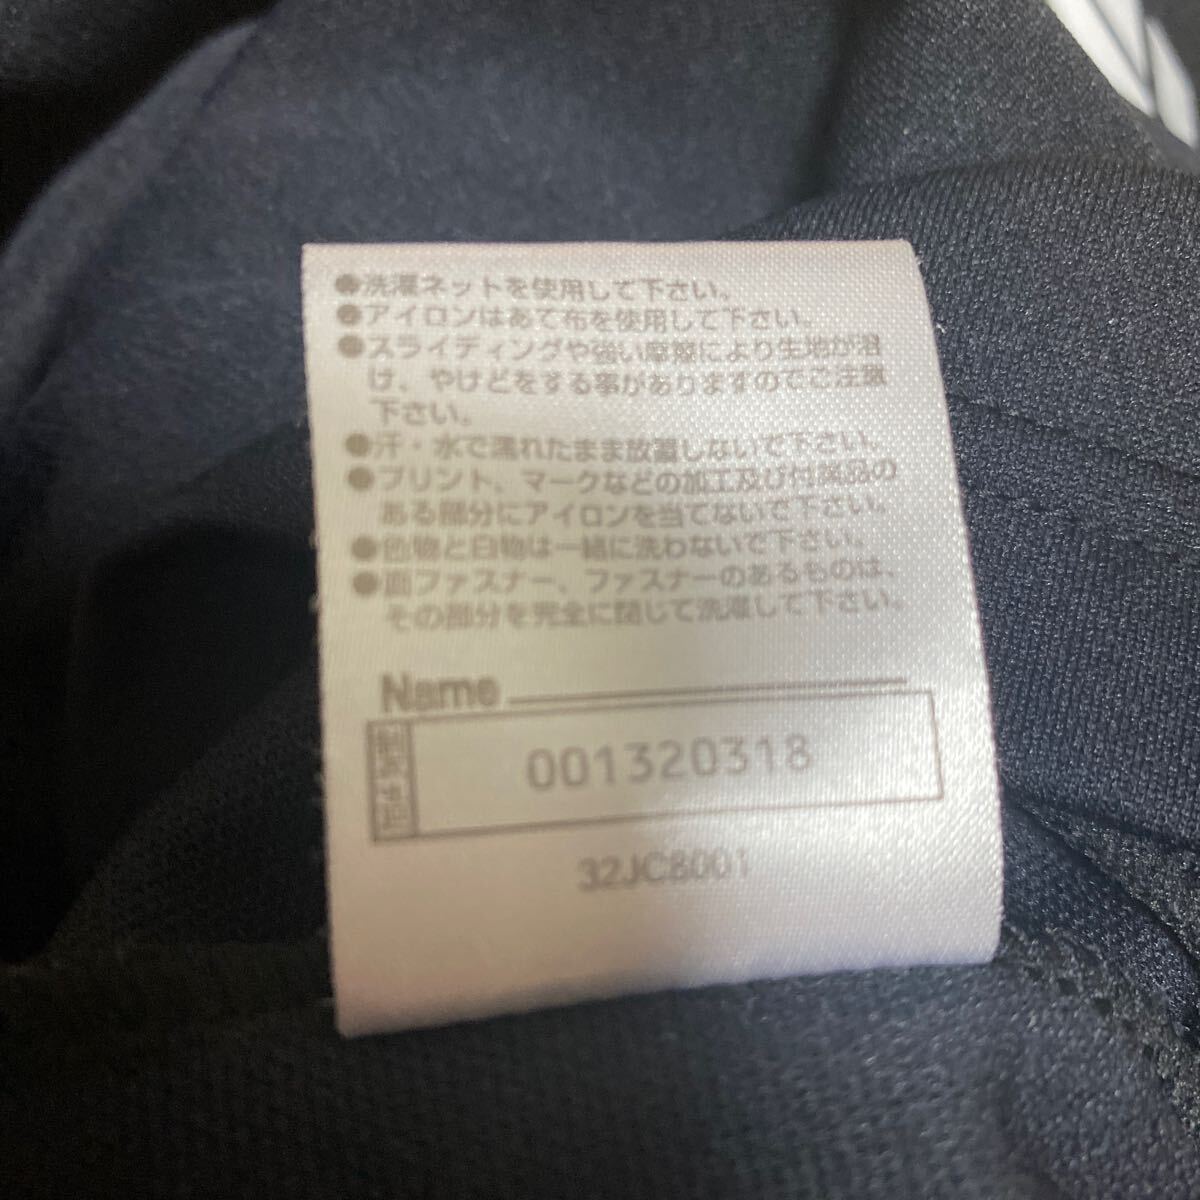 ●洗濯ネットを使用して下さい。
●アイロンはあて布を使用して下さい。
●スライディングや強い摩擦により生地が溶
け、やけどをする事がありますのでご注意
下さい。
●汗・水で濡れたまま放置しないで下さい。
●プリント、マークなどの加工及び付属品の
ある部分にアイロンを当てないで下さい。
●色物と白物は一緒に洗わないで下さい。
●面ファスナー、ファスナーのあるものは、
その部分を完全に閉じて洗濯して下さい。
Name
001320318
32JC8001